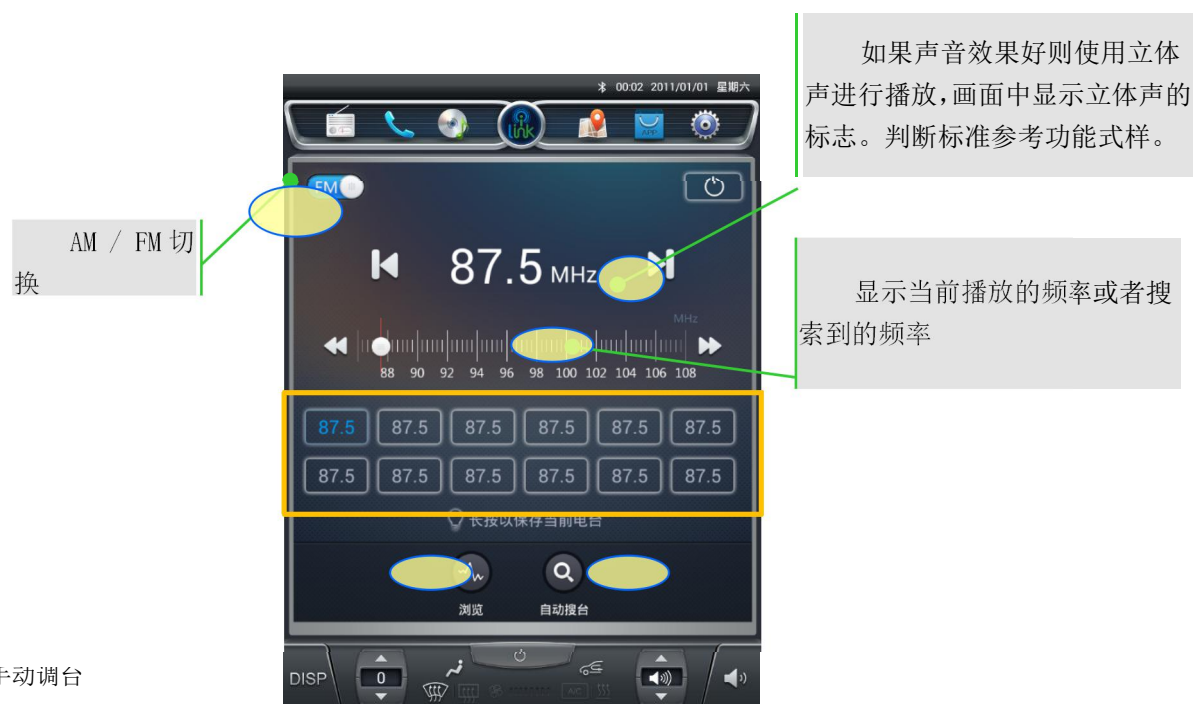 如果声音效果好则使用立体
声进行播放,画面中显示立体声的
标志。判断标准参考功能式样。
00:02 2011/01/01 星期六
link
APP
FM
AM / FM 切
换
87.5 MHz
显示当前播放的频率或者搜
索到的频率
MHz
88 90 92 94 96 98 100 102 104 106 108
87.5 87.5 87.5 87.5 87.5 87.5
87.5 87.5 87.5 87.5 87.5 87.5
长按以保存当前电台
浏览 自动搜台
手动调台
DISP 0
A/C